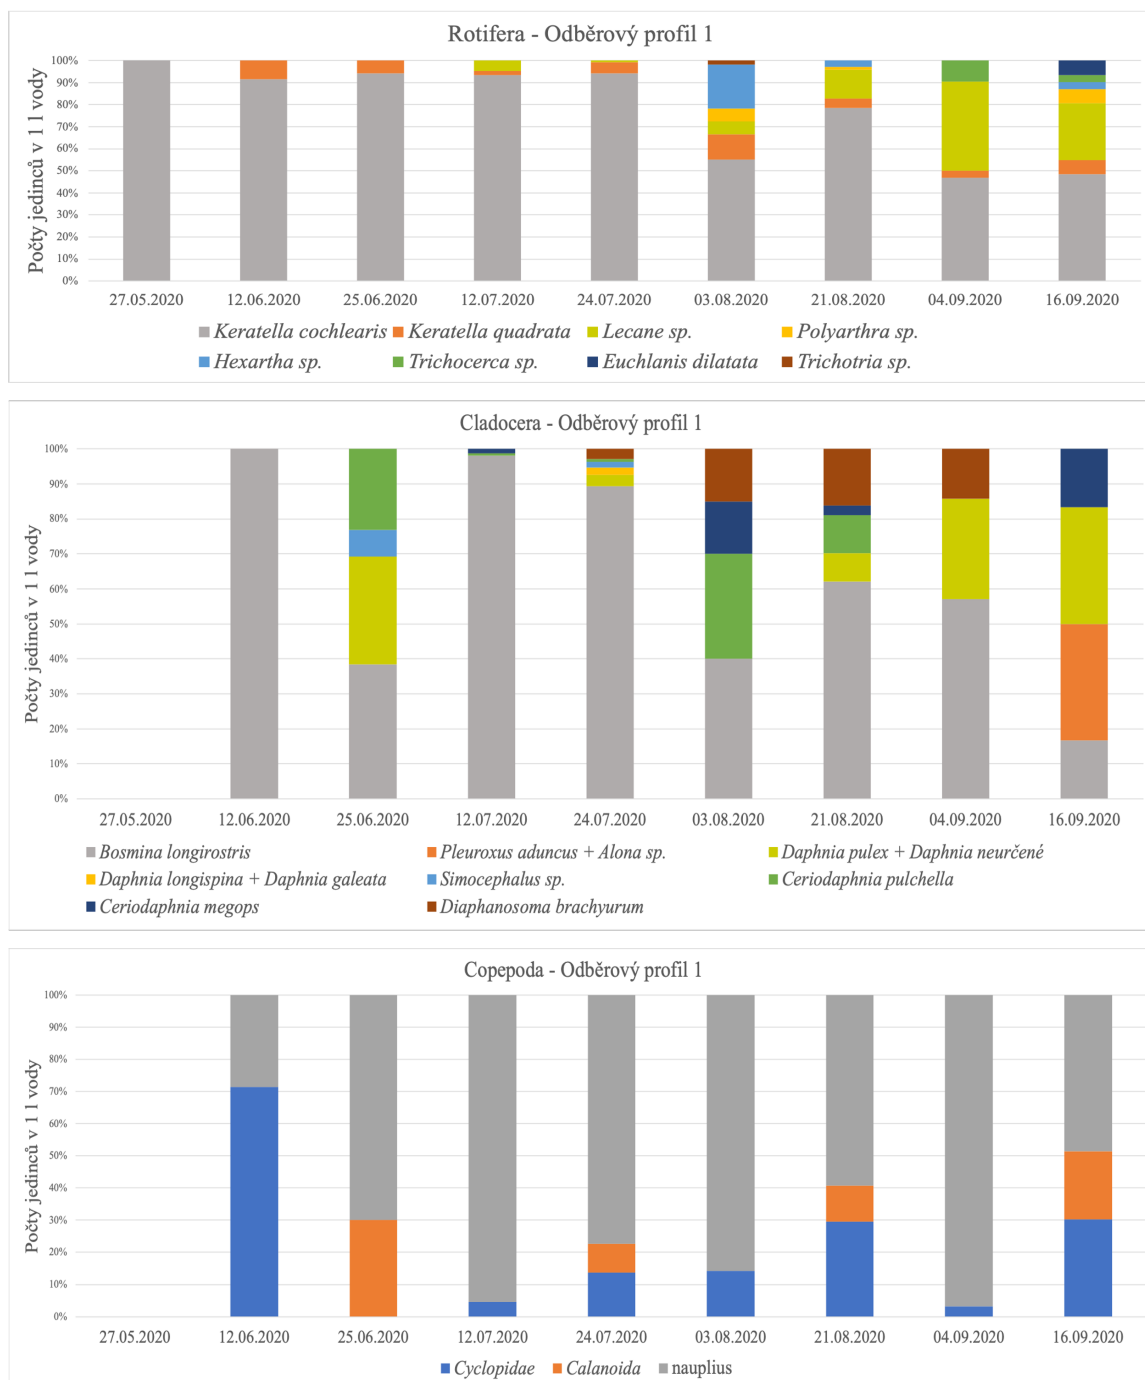 Rotifera - Odběrový profil 1
Počty jedinců v 1 l vody
100%
90%
80%
70%
60%
50%
40%
30%
20%
10%
0%
27.05.2020 12.06.2020 25.06.2020 12.07.2020 24.07.2020 03.08.2020 21.08.2020 04.09.2020 16.09.2020
Keratella cochlearis Keratella quadrata Lecane sp. Polyarthra sp.
Hexartha sp. Trichocerca sp. Euchlanis dilatata Trichotria sp.
Cladocera - Odběrový profil 1
Počty jedinců v 1 l vody
100%
90%
80%
70%
60%
50%
40%
30%
20%
10%
0%
27.05.2020 12.06.2020 25.06.2020 12.07.2020 24.07.2020 03.08.2020 21.08.2020 04.09.2020 16.09.2020
Bosmina longirostris Pleuroxus aduncus + Alona sp. Daphnia pulex + Daphnia neurčené
Daphnia longispina + Daphnia galeata Simocephalus sp. Ceriodaphnia pulchella
Ceriodaphnia megops Diaphanosoma brachyurum
Copepoda - Odběrový profil 1
Počty jedinců v 1 l vody
100%
90%
80%
70%
60%
50%
40%
30%
20%
10%
0%
27.05.2020 12.06.2020 25.06.2020 12.07.2020 24.07.2020 03.08.2020 21.08.2020 04.09.2020 16.09.2020
Cyclopidae Calanoida nauplius